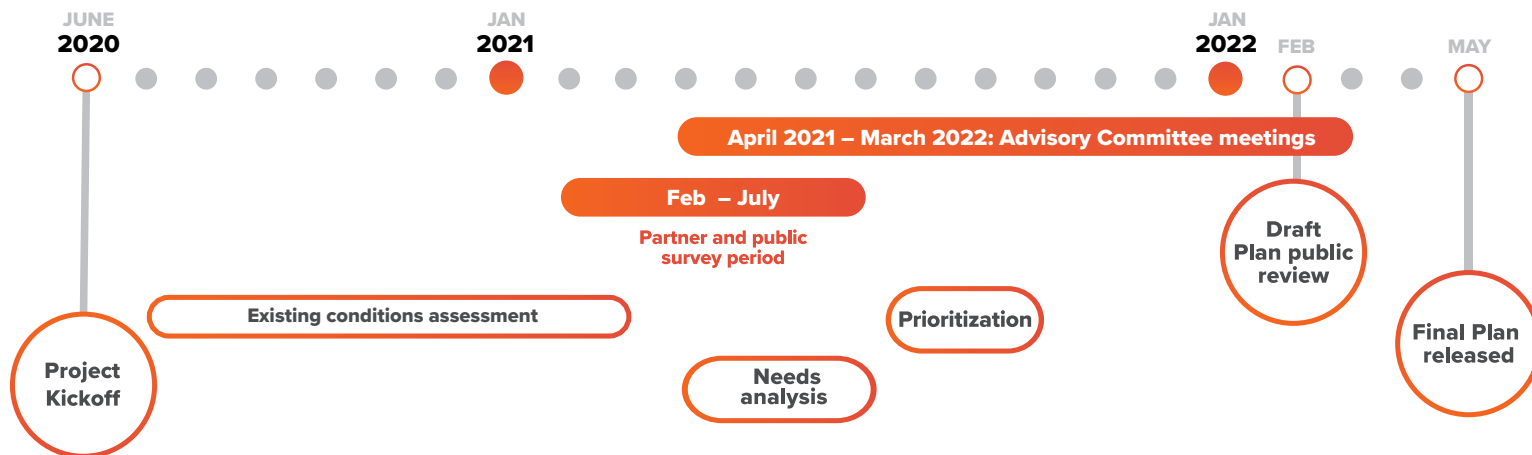 JUNE
2020
JAN
2021
JAN
2022
FEB
MAY
April 2021 – March 2022: Advisory Committee meetings
Feb – July
Partner and public
survey period
Draft
Plan public
review
Existing conditions assessment
Prioritization
Final Plan
released
Project
Kickoff
Needs
analysis